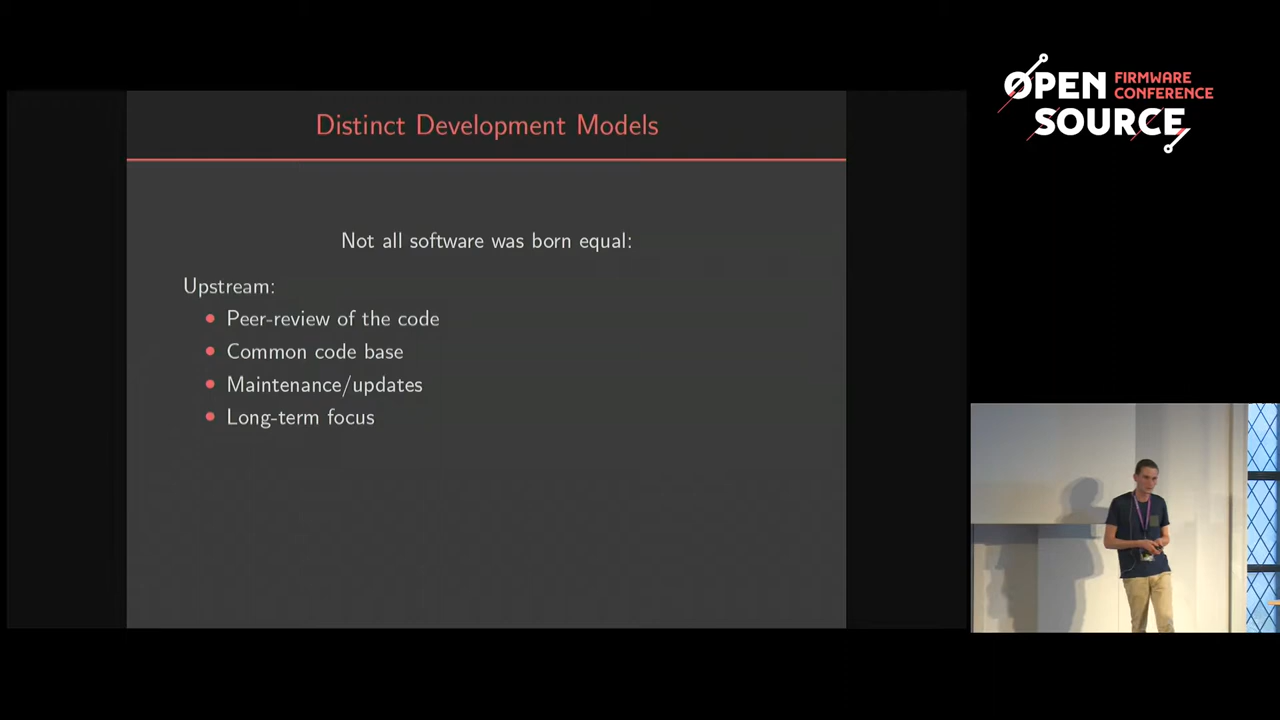 Distinct Development Models
Not all software was born equal:
Upstream:
• Peer-review of the code
• Common code base
• Maintenance/updates
• Long-term focus
OPEN FIRMWARE CONFERENCE
SOURCE